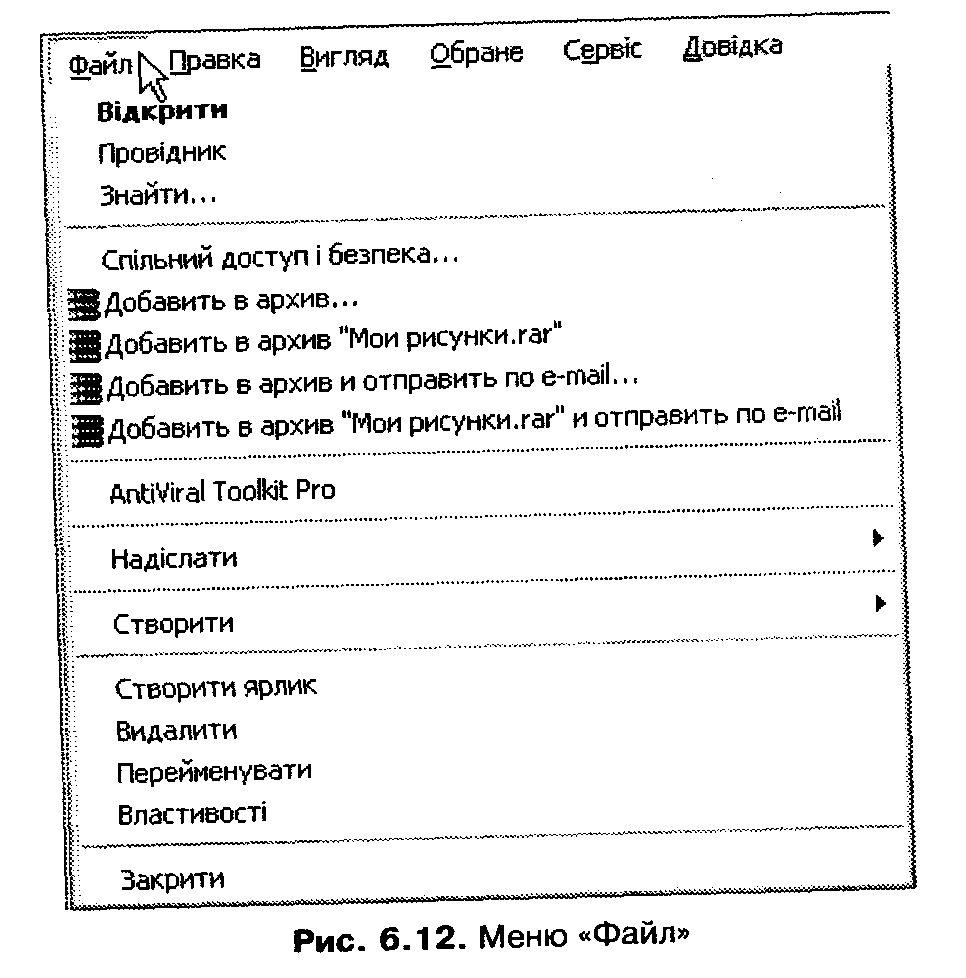 Файл Правка Вигляд Обране Сервіс Довідка
Відкрити
Провідник
Знайти...
Спільний доступ і безпека...
Добавить в архив...
Добавить в архив "Мои рисунки.rar"
Добавить в архив и отправить по e-mail...
Добавить в архив "Мои рисунки.rar" и отправить по e-mail
AntiViral Toolkit Pro
Надіслати
Створити
Створити ярлик
Видалити
Перейменувати
Властивості
Закрити
Рис. 6.12. Меню «Файл»